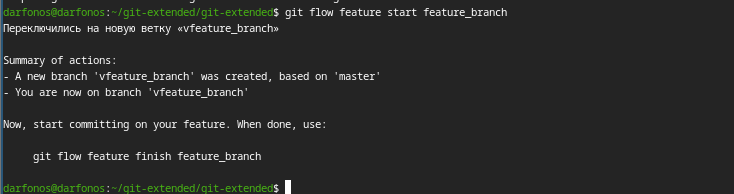 darfonos@darfonos:~/git-extended/git-extended$ git flow feature start feature_branch
Переключились на новую ветку «vfeature_branch»
Summary of actions:
- A new branch 'vfeature_branch' was created, based on 'master'
- You are now on branch 'vfeature_branch'
Now, start committing on your feature. When done, use:
git flow feature finish feature_branch
darfonos@darfonos:~/git-extended/git-extended$